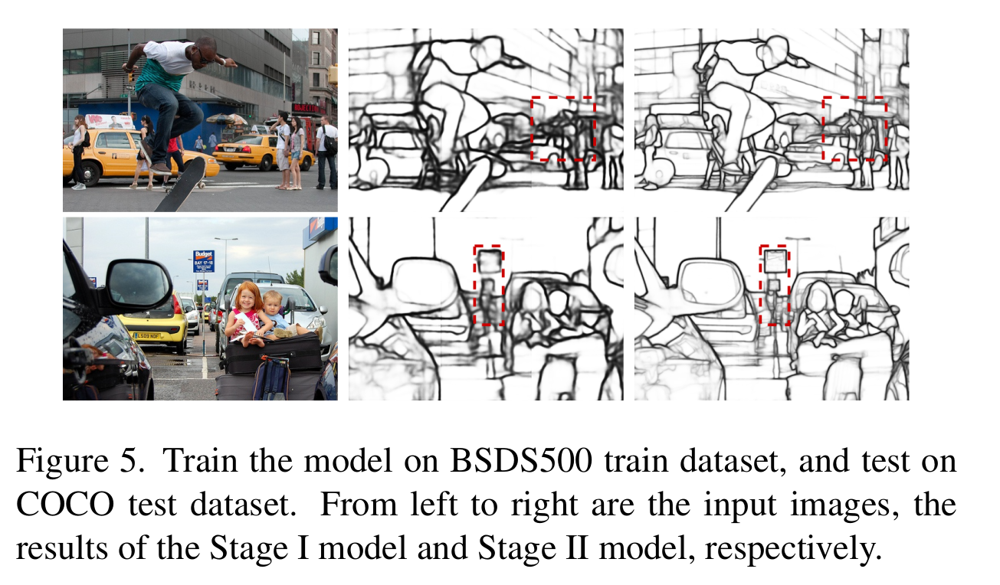 Budget
BAY 17-18
LS09 NGF
Figure 5. Train the model on BSDS500 train dataset, and test on
COCO test dataset. From left to right are the input images, the
results of the Stage I model and Stage II model, respectively.